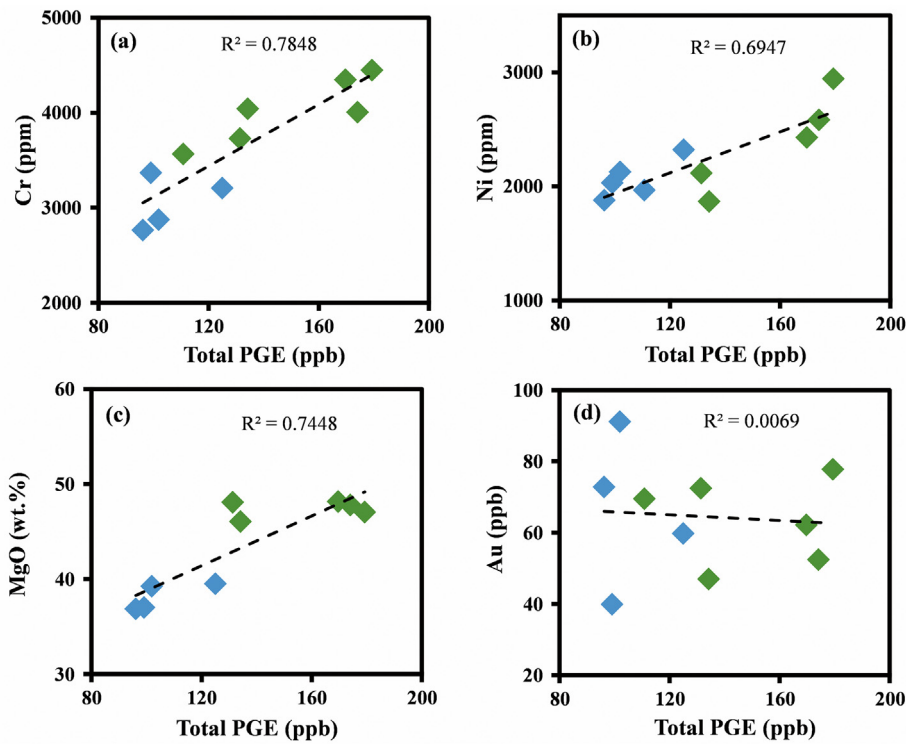 (a)
R² = 0.7848
5000
4000
3000
2000
Cr (ppm)
80 120 160 200
Total PGE (ppb)
(b)
R² = 0.6947
3000
2000
1000
Ni (ppm)
80 120 160 200
Total PGE (ppb)
(c)
R² = 0.7448
60
50
40
30
MgO (wt.%)
80 120 160 200
Total PGE (ppb)
(d)
R² = 0.0069
100
80
60
40
20
Au (ppb)
80 120 160 200
Total PGE (ppb)